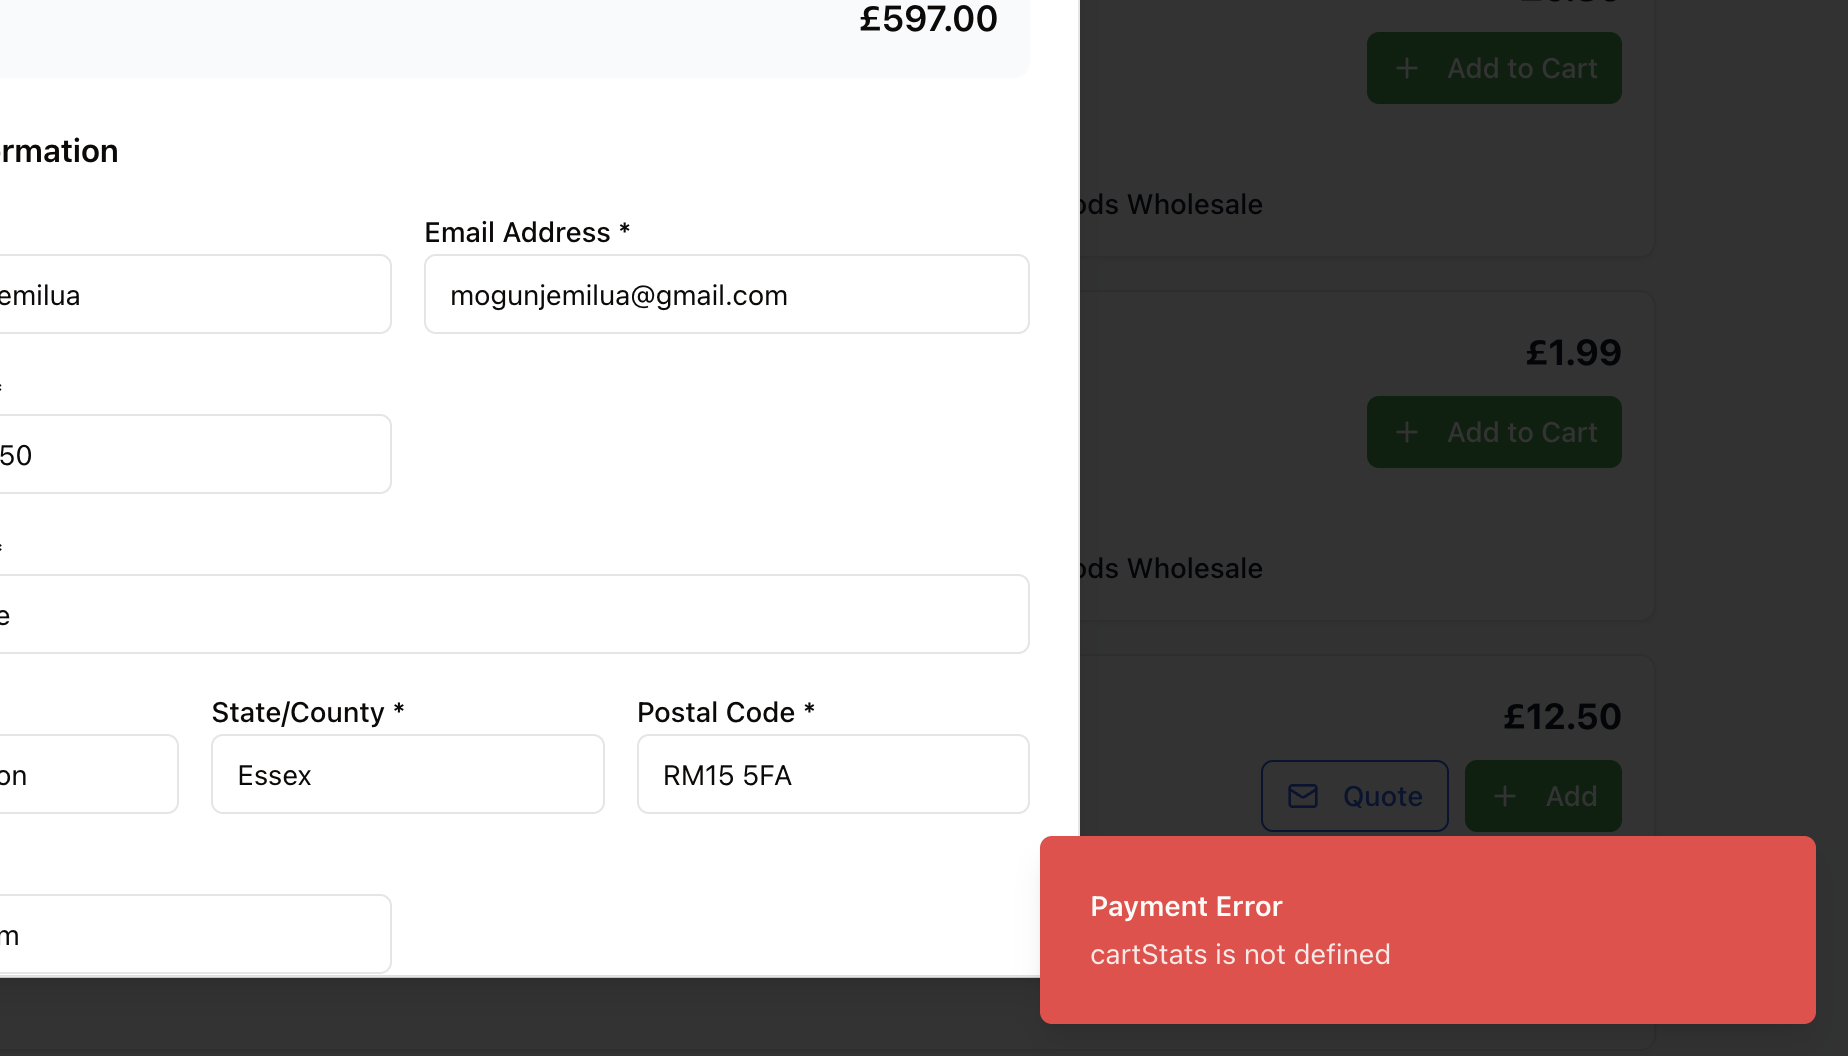 £597.00
Add to Cart
rmation
ods Wholesale
Email Address *
emilua
mogunjemilua@gmail.com
£1.99
*
Add to Cart
50
*
ods Wholesale
e
State/County *
Postal Code *
£12.50
on
Essex
RM15 5FA
Quote
Add
Payment Error
m
cartStats is not defined